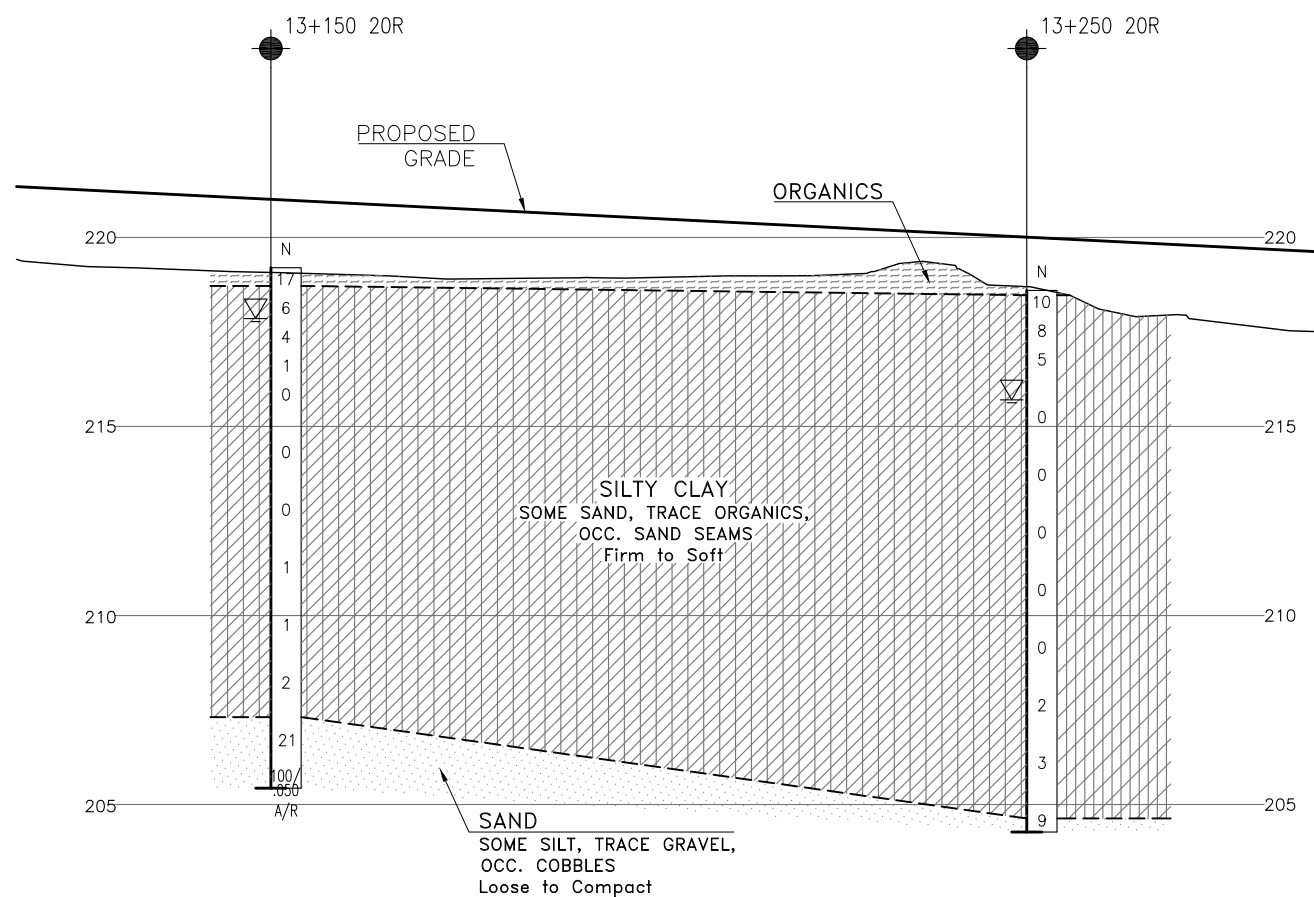 13+150 20R
13+250 20R
PROPOSED
GRADE
ORGANICS
220
220
N
N
17
6
4
1
0
0
0
1
1
2
21
100/
.050
A/R
10
8
5
0
0
0
0
0
2
3
9
215
215
SILTY CLAY
SOME SAND, TRACE ORGANICS,
OCC. SAND SEAMS
Firm to Soft
210
210
205
205
SAND
SOME SILT, TRACE GRAVEL,
OCC. COBBLES
Loose to Compact